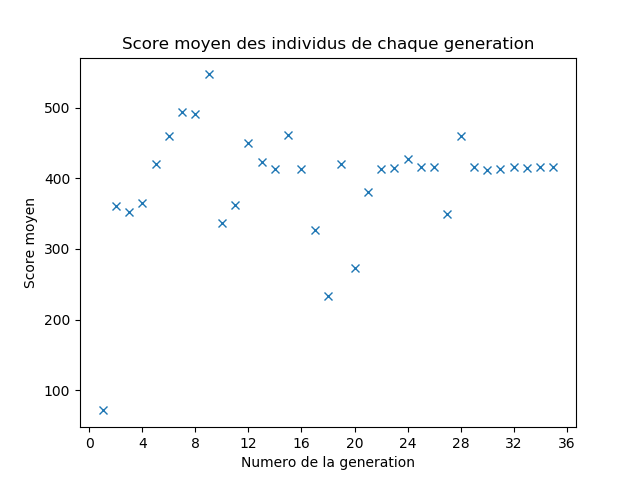 Score moyen des individus de chaque generation
500
400
300
200
100
Score moyen
0 4 8 12 16 20 24 28 32 36
Numero de la generation